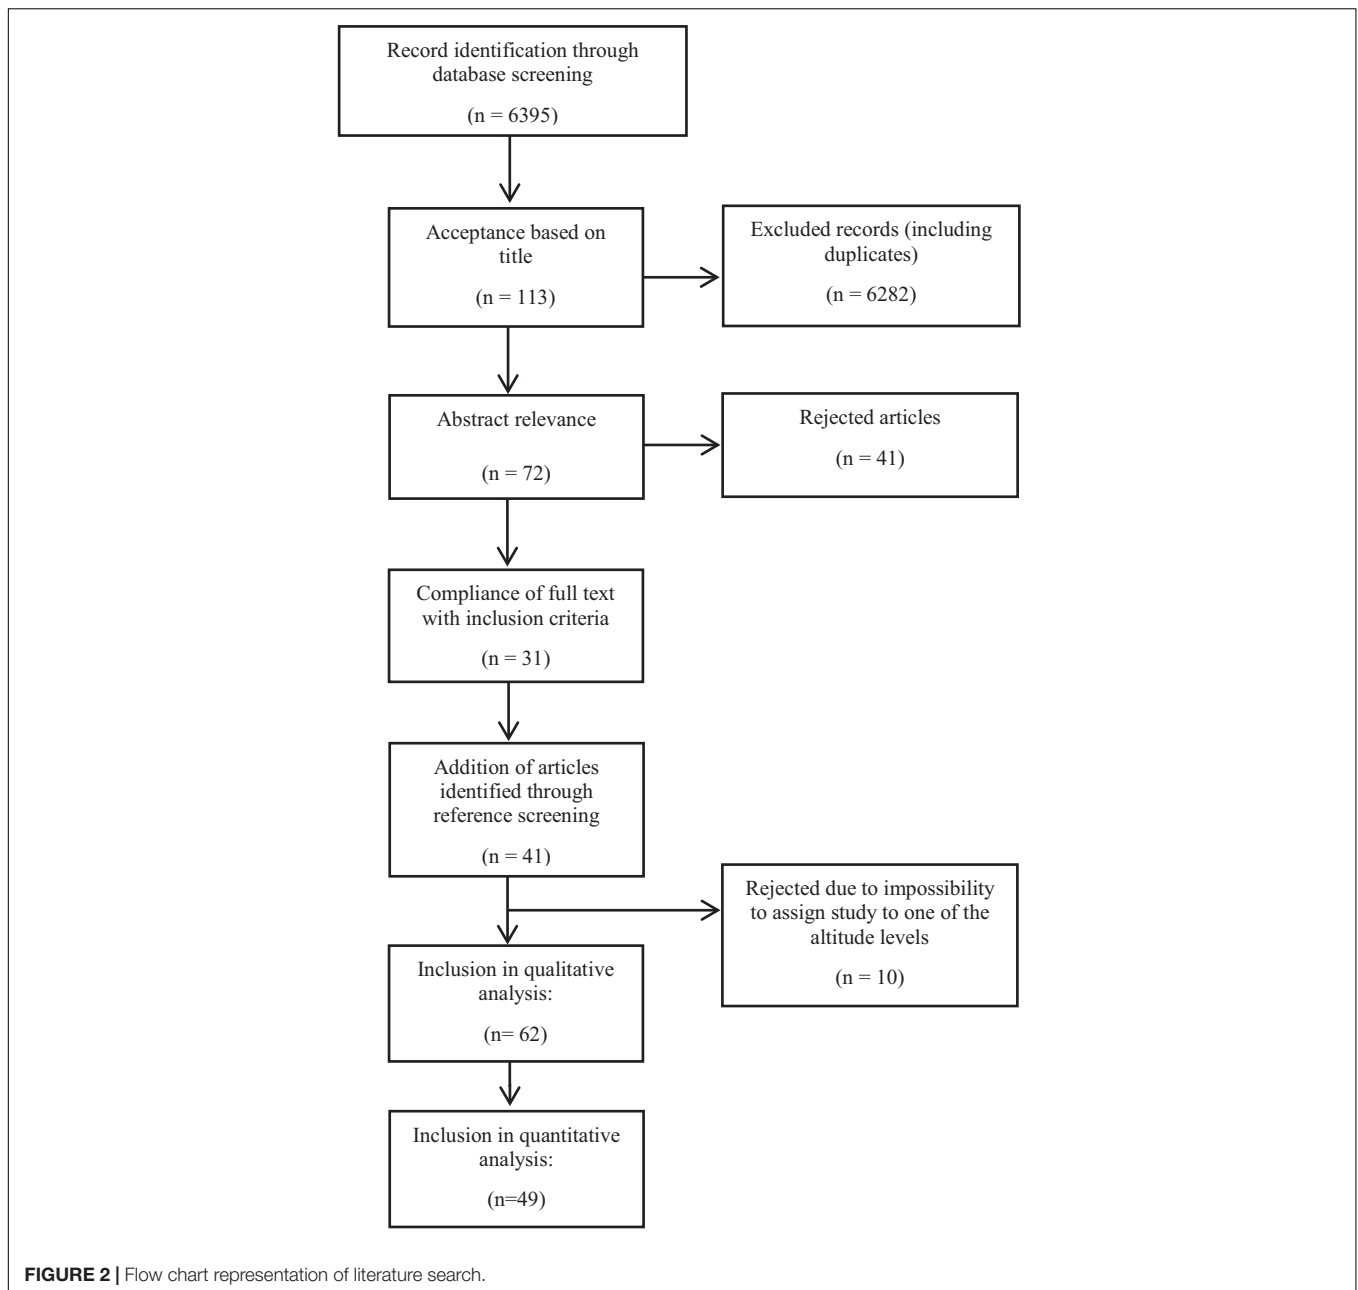 Record identification through
database screening
(n = 6395)
Acceptance based on
title
(n = 113)
Excluded records (including
duplicates)
(n = 6282)
Abstract relevance
(n = 72)
Rejected articles
(n = 41)
Compliance of full text
with inclusion criteria
(n = 31)
Addition of articles
identified through
reference screening
(n = 41)
Rejected due to impossibility
to assign study to one of the
altitude levels
(n = 10)
Inclusion in qualitative
analysis:
(n= 62)
Inclusion in quantitative
analysis:
(n=49)
FIGURE 2 | Flow chart representation of literature search.